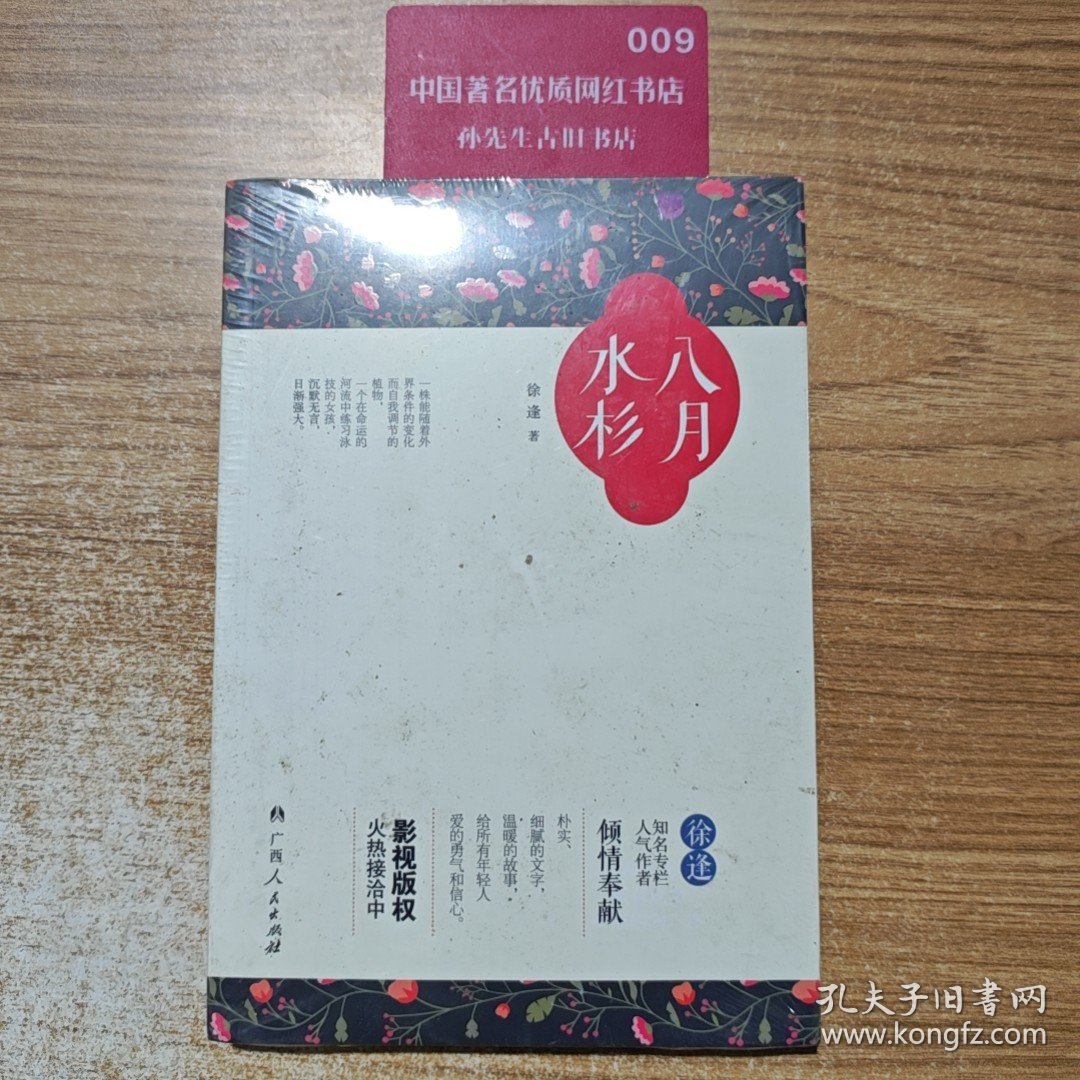 009
中国著名优质网红书店
孙先生古旧书店
八月
水杉
徐逢 著
一株能随着外
界条件的变化
而自我调节的
植物，
一个在命运的
河流中练习泳
技的女孩，
沉默无言，
日渐强大。
徐逢
知名专栏
人气作者
倾情奉献
朴实、
细腻的文字，
温暖的故事，
给所有年轻人
爱的勇气和信心。
影视版权
火热接洽中
广西人民出版社
孔夫子旧書网
www.kongfz.com